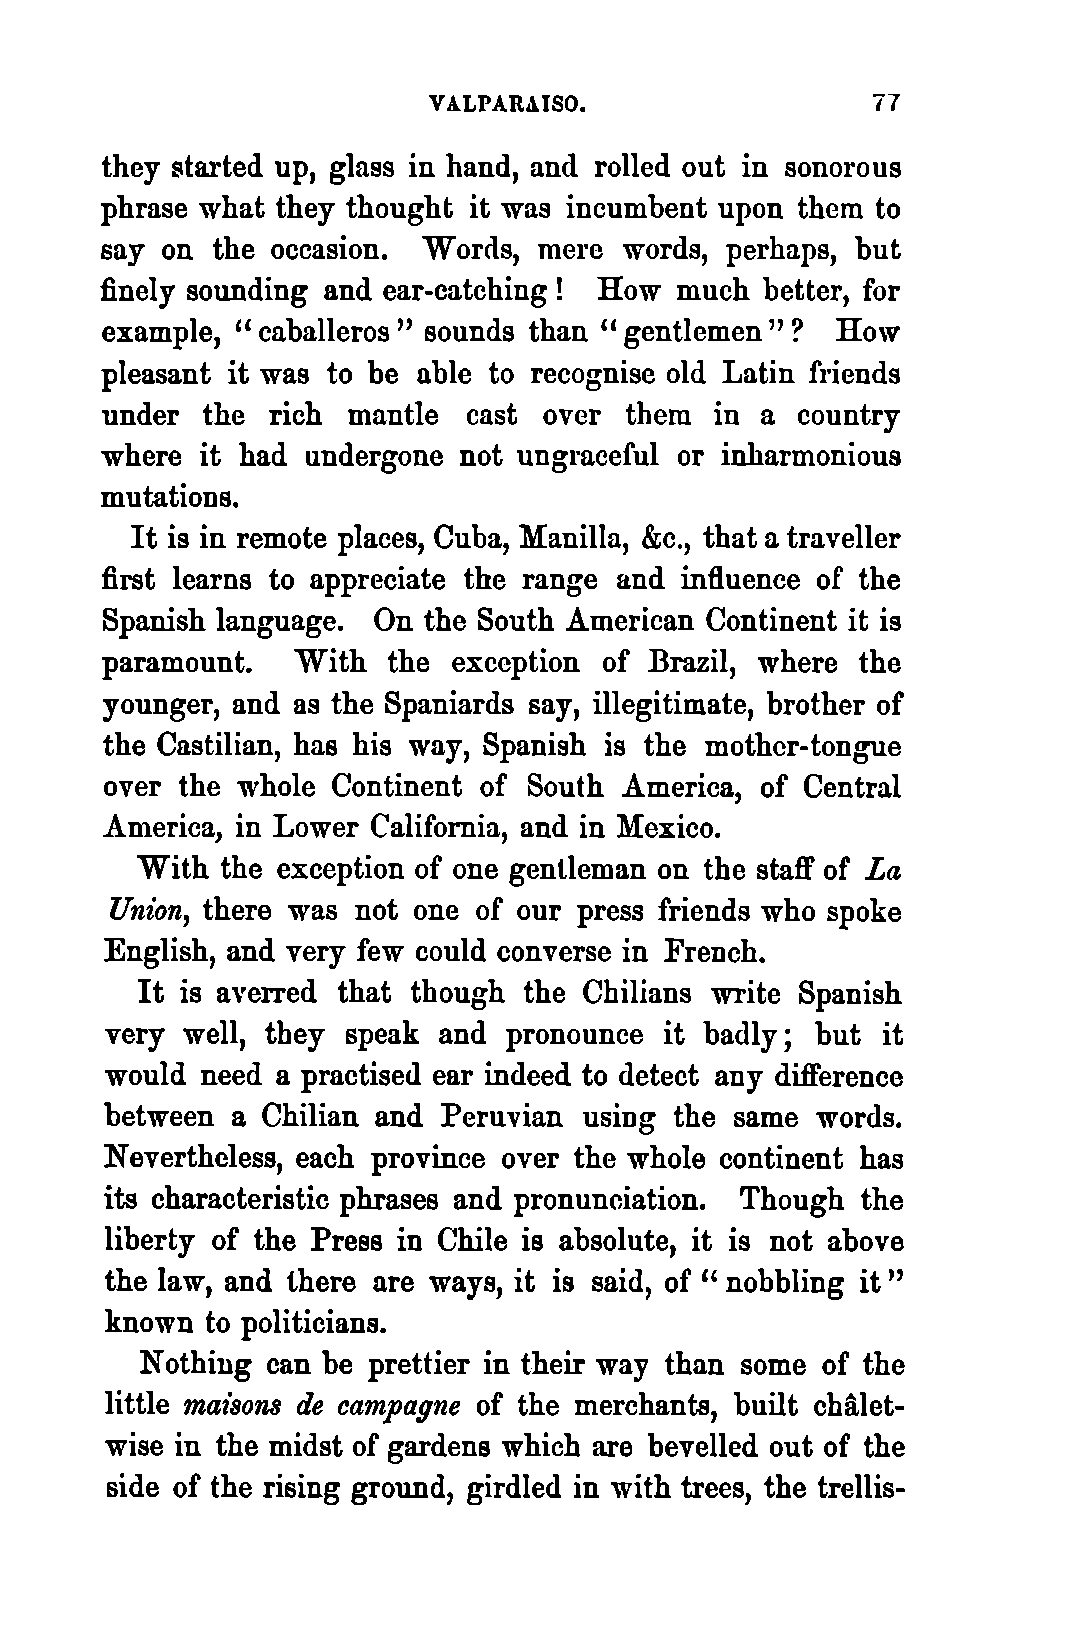 VALPARAISO. 77
they started up, glass in hand, and rolled out in sonorous
phrase what they thought it was incumbent upon them to
say on the occasion. Words, mere words, perhaps, but
finely sounding and ear-catching! How much better, for
example, “caballeros” sounds than “gentlemen”? How
pleasant it was to be able to recognise old Latin friends
under the rich mantle cast over them in a country
where it had undergone not ungraceful or inharmonious
mutations.
It is in remote places, Cuba, Manilla, &c., that a traveller
first learns to appreciate the range and influence of the
Spanish language. On the South American Continent it is
paramount. With the exception of Brazil, where the
younger, and as the Spaniards say, illegitimate, brother of
the Castilian, has his way, Spanish is the mother-tongue
over the whole Continent of South America, of Central
America, in Lower California, and in Mexico.
With the exception of one gentleman on the staff of La
Union, there was not one of our press friends who spoke
English, and very few could converse in French.
It is averred that though the Chilians write Spanish
very well, they speak and pronounce it badly; but it
would need a practised ear indeed to detect any difference
between a Chilian and Peruvian using the same words.
Nevertheless, each province over the whole continent has
its characteristic phrases and pronunciation. Though the
liberty of the Press in Chile is absolute, it is not above
the law, and there are ways, it is said, of “nobbling it”
known to politicians.
Nothing can be prettier in their way than some of the
little maisons de campagne of the merchants, built châlet-
wise in the midst of gardens which are bevelled out of the
side of the rising ground, girdled in with trees, the trellis-